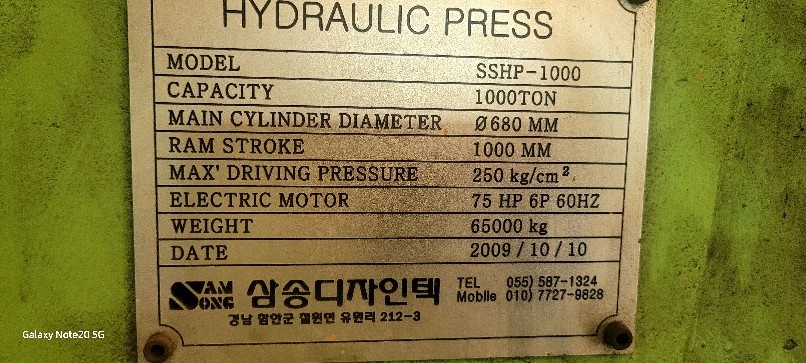 HYDRAULIC PRESS
MODEL SSHP-1000
CAPACITY 1000TON
MAIN CYLINDER DIAMETER Ø680 MM
RAM STROKE 1000 MM
MAX' DRIVING PRESSURE 250 kg/cm²
ELECTRIC MOTOR 75 HP 6P 60HZ
WEIGHT 65000 kg
DATE 2009 / 10 / 10
SAM SONG 삼송디자인텍 TEL 055) 587-1324
Mobile 010) 7727-9828
경남 함안군 칠원면 유원리 212-3
Galaxy Note20 5G